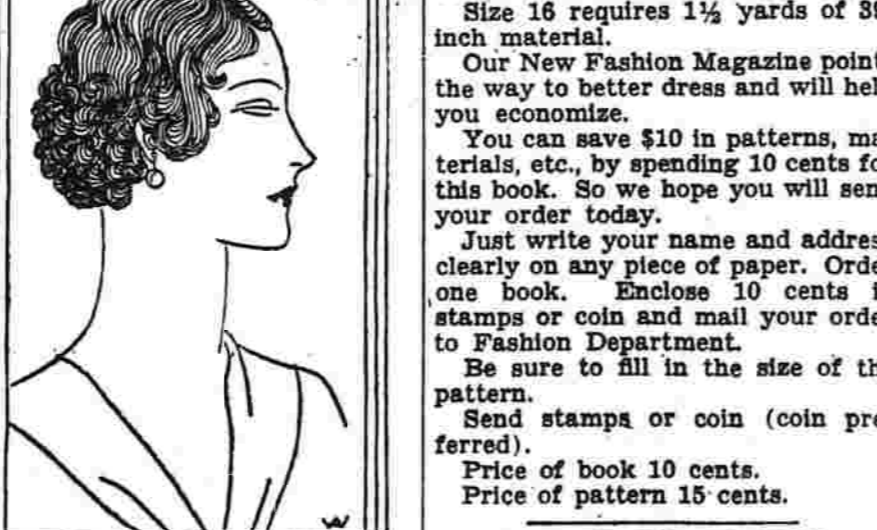 Size 16 requires 1½ yards of 39
inch material.
Our New Fashion Magazine point
the way to better dress and will hel
you economize.
You can save $10 in patterns, ma
terials, etc., by spending 10 cents fo
this book. So we hope you will sen
your order today.
Just write your name and addres
clearly on any piece of paper. Orde
one book. Enclose 10 cents i
stamps or coin and mail your orde
to Fashion Department.
Be sure to fill in the size of th
pattern.
Send stamps or coin (coin pre
ferred).
Price of book 10 cents.
Price of pattern 15 cents.